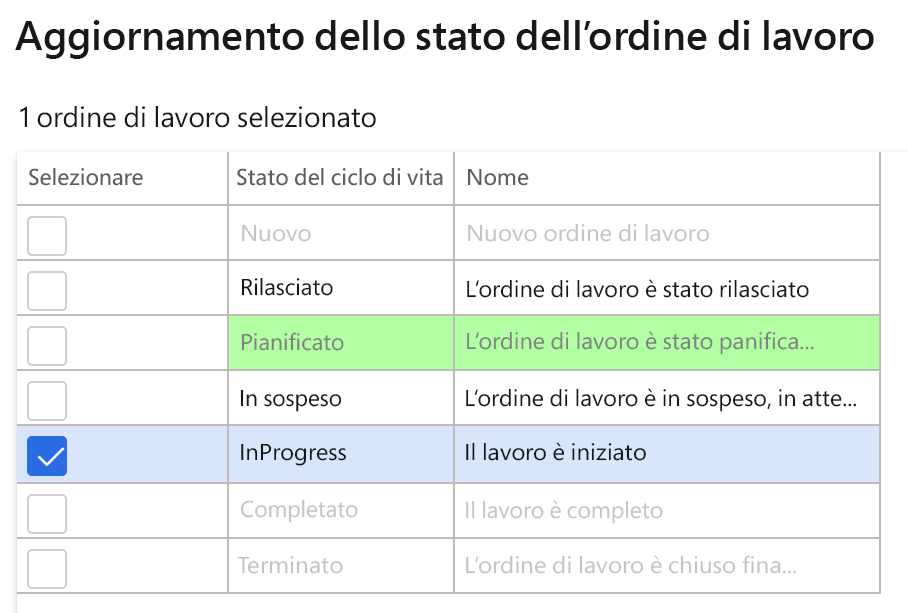 Aggiornamento dello stato dell’ordine di lavoro
1 ordine di lavoro selezionato
Selezionare Stato del ciclo di vita Nome
Nuovo Nuovo ordine di lavoro
Rilasciato L’ordine di lavoro è stato rilasciato
Pianificato L’ordine di lavoro è stato panifica...
In sospeso L’ordine di lavoro è in sospeso, in atte...
InProgress Il lavoro è iniziato
Completato Il lavoro è completo
Terminato L’ordine di lavoro è chiuso fina...